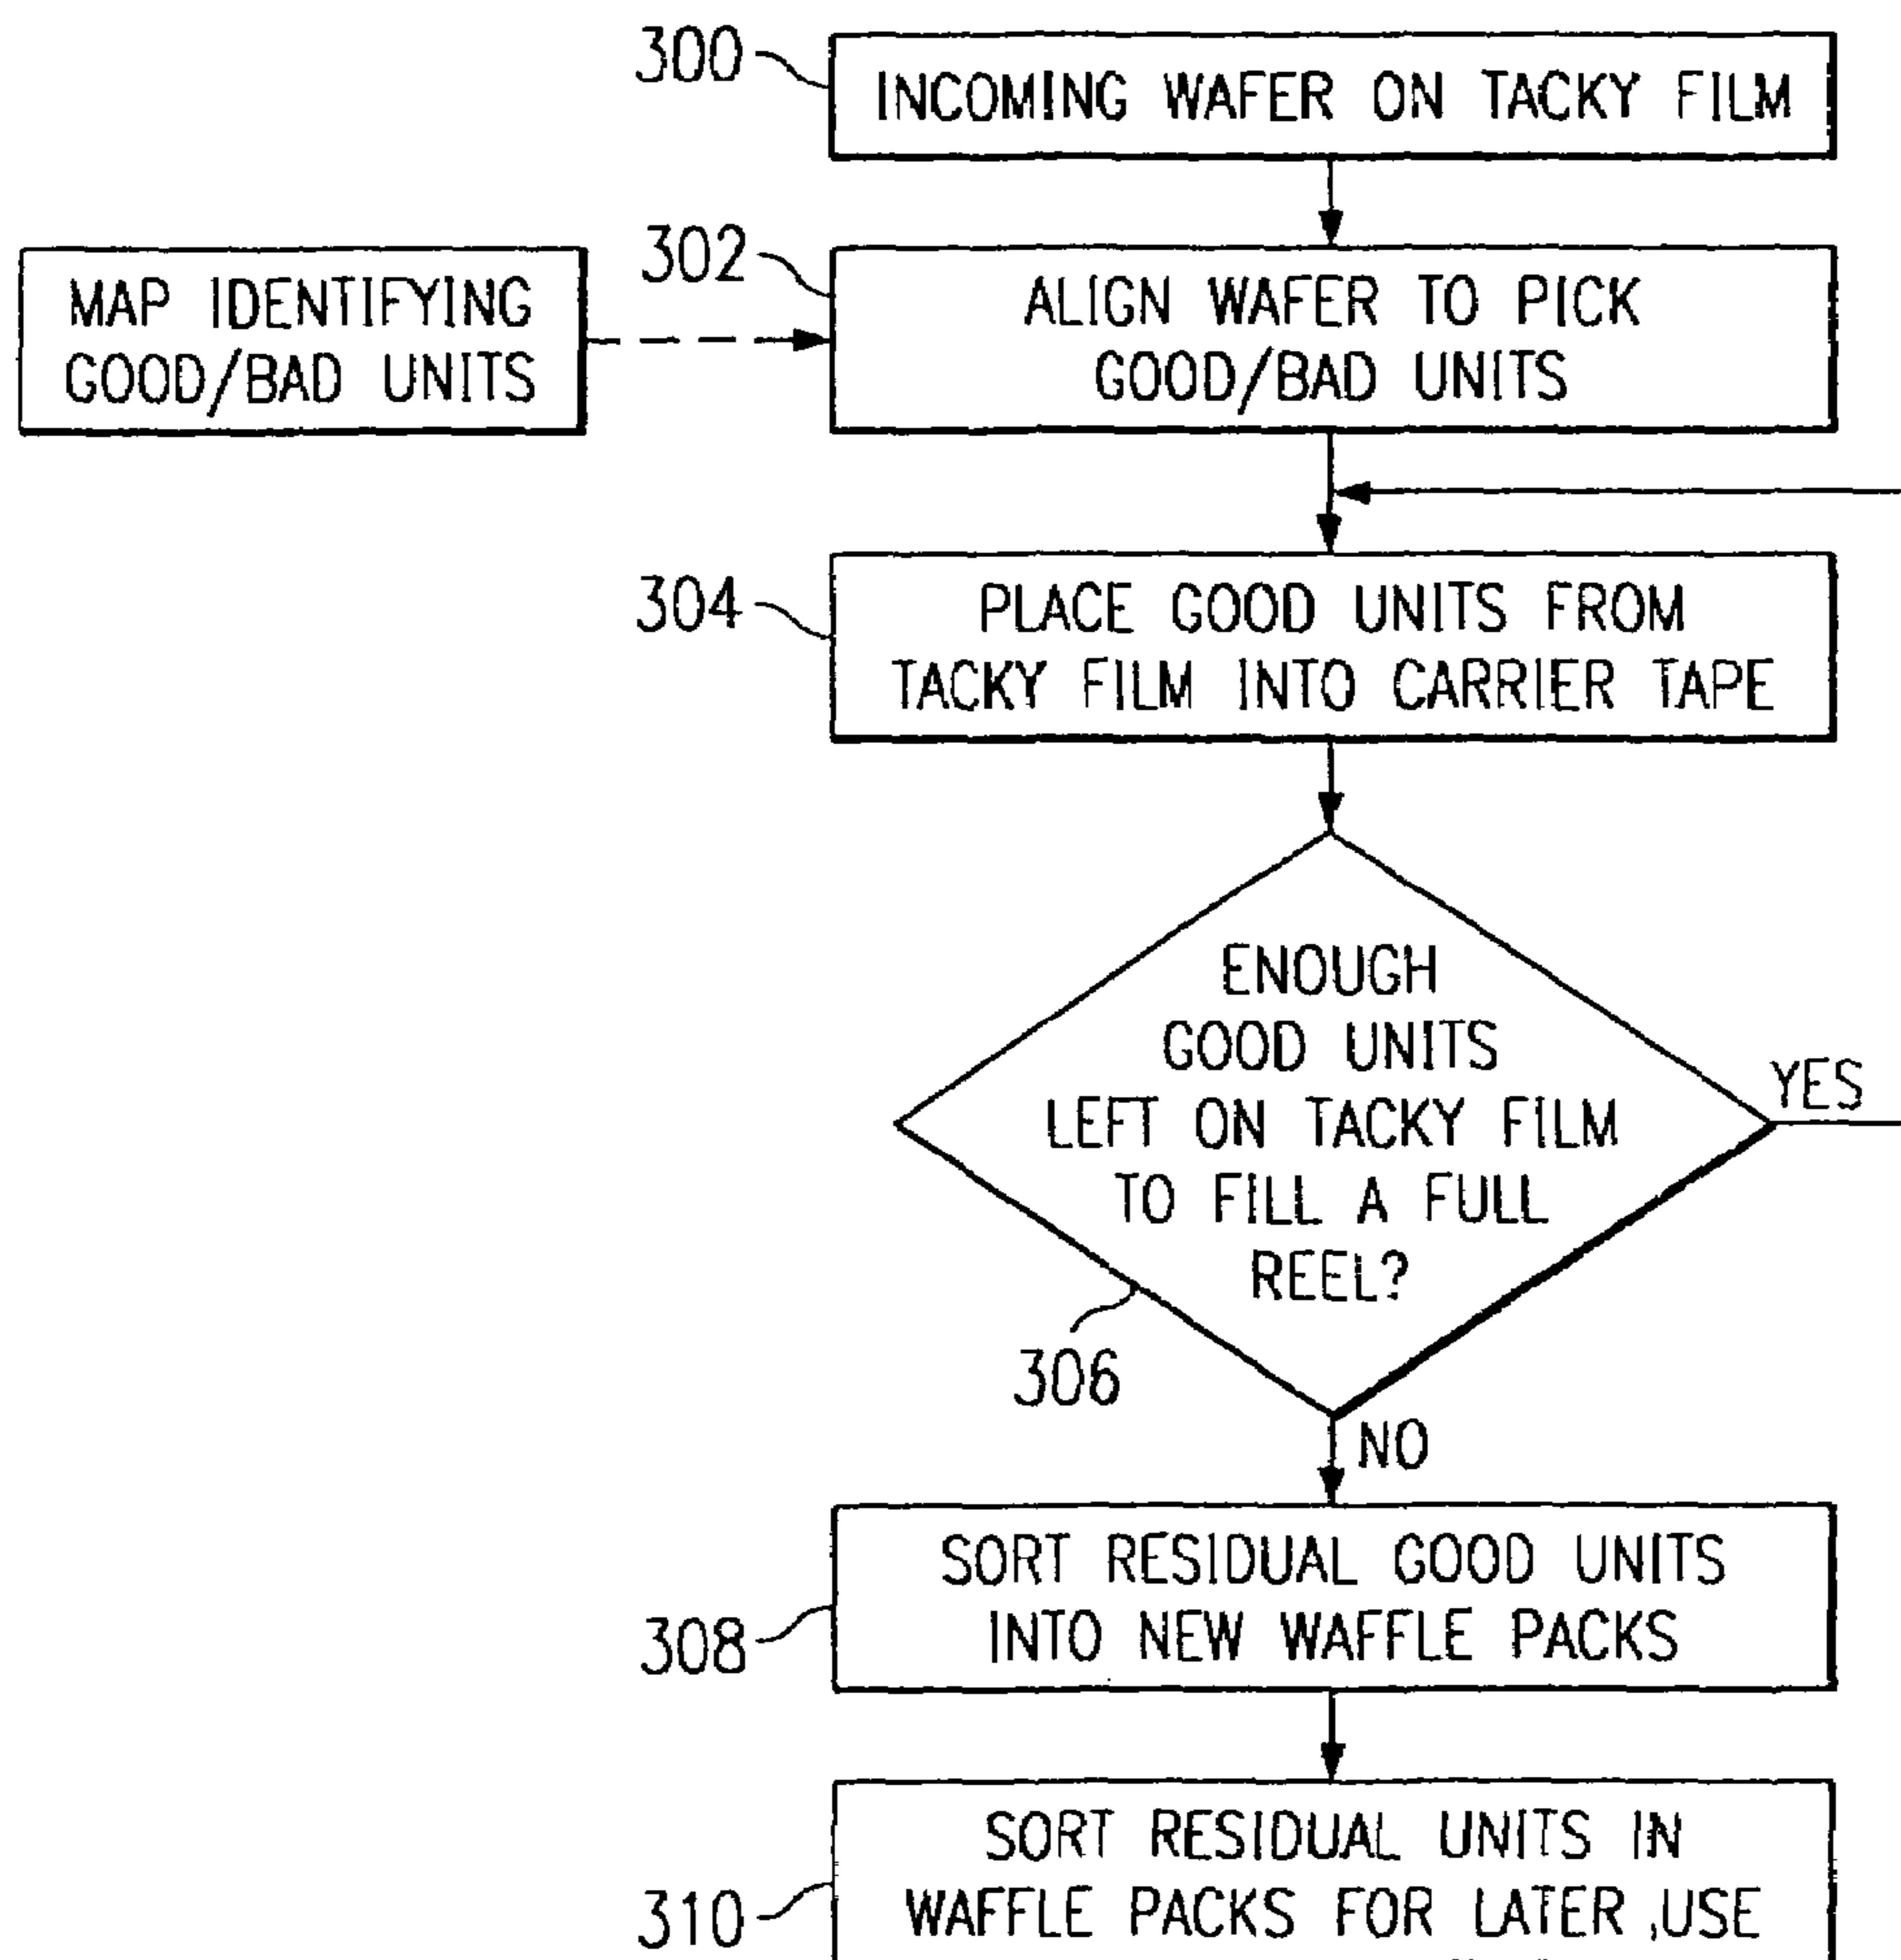 300
INCOMING WAFER ON TACKY FILM
302
MAP IDENTIFYING
GOOD/BAD UNITS
ALIGN WAFER TO PICK
GOOD/BAD UNITS
304
PLACE GOOD UNITS FROM
TACKY FILM INTO CARRIER TAPE
ENOUGH
GOOD UNITS
LEFT ON TACKY FILM
TO FILL A FULL
REEL?
YES
306
NO
308
SORT RESIDUAL GOOD UNITS
INTO NEW WAFFLE PACKS
310
SORT RESIDUAL UNITS IN
WAFFLE PACKS FOR LATER USE